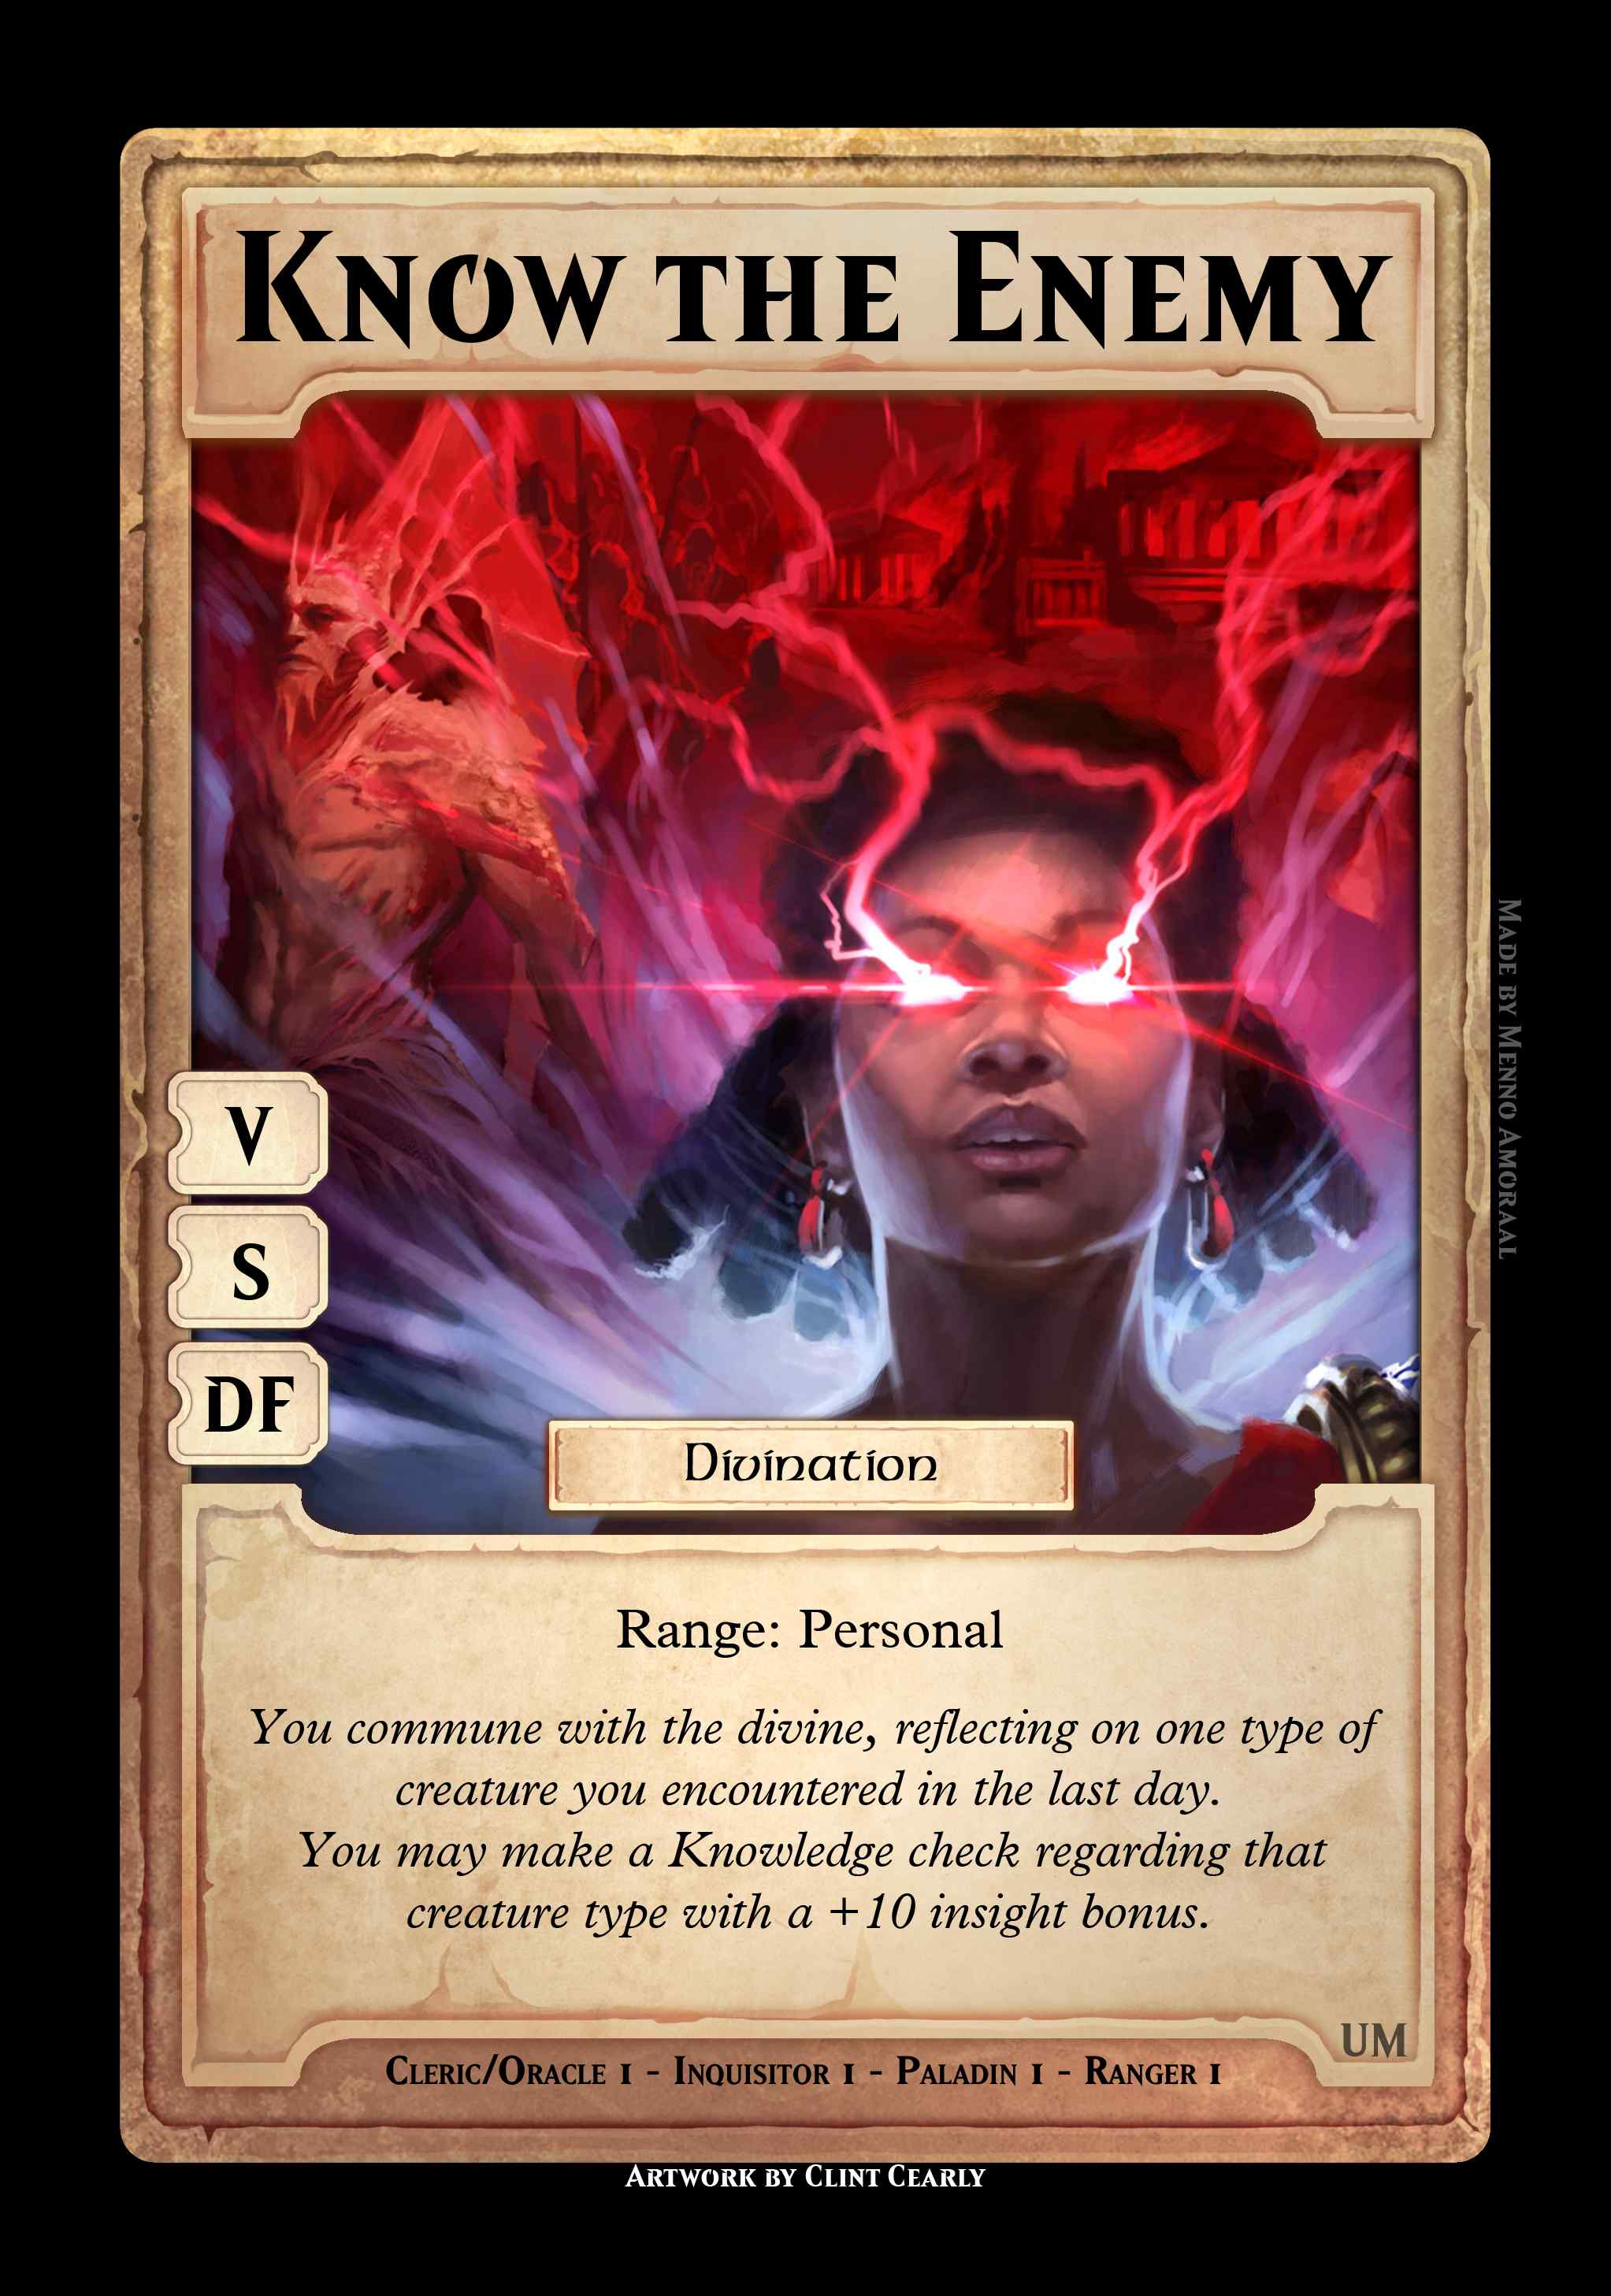 Know the Enemy
V
S
DF
Divination
Range: Personal
You commune with the divine, reflecting on one type of
creature you encountered in the last day.
You may make a Knowledge check regarding that
creature type with a +10 insight bonus.
UM
Cleric/Oracle 1 - Inquisitor 1 - Paladin 1 - Ranger 1
Artwork by Clint Cearly
Made by Menno Amoraal